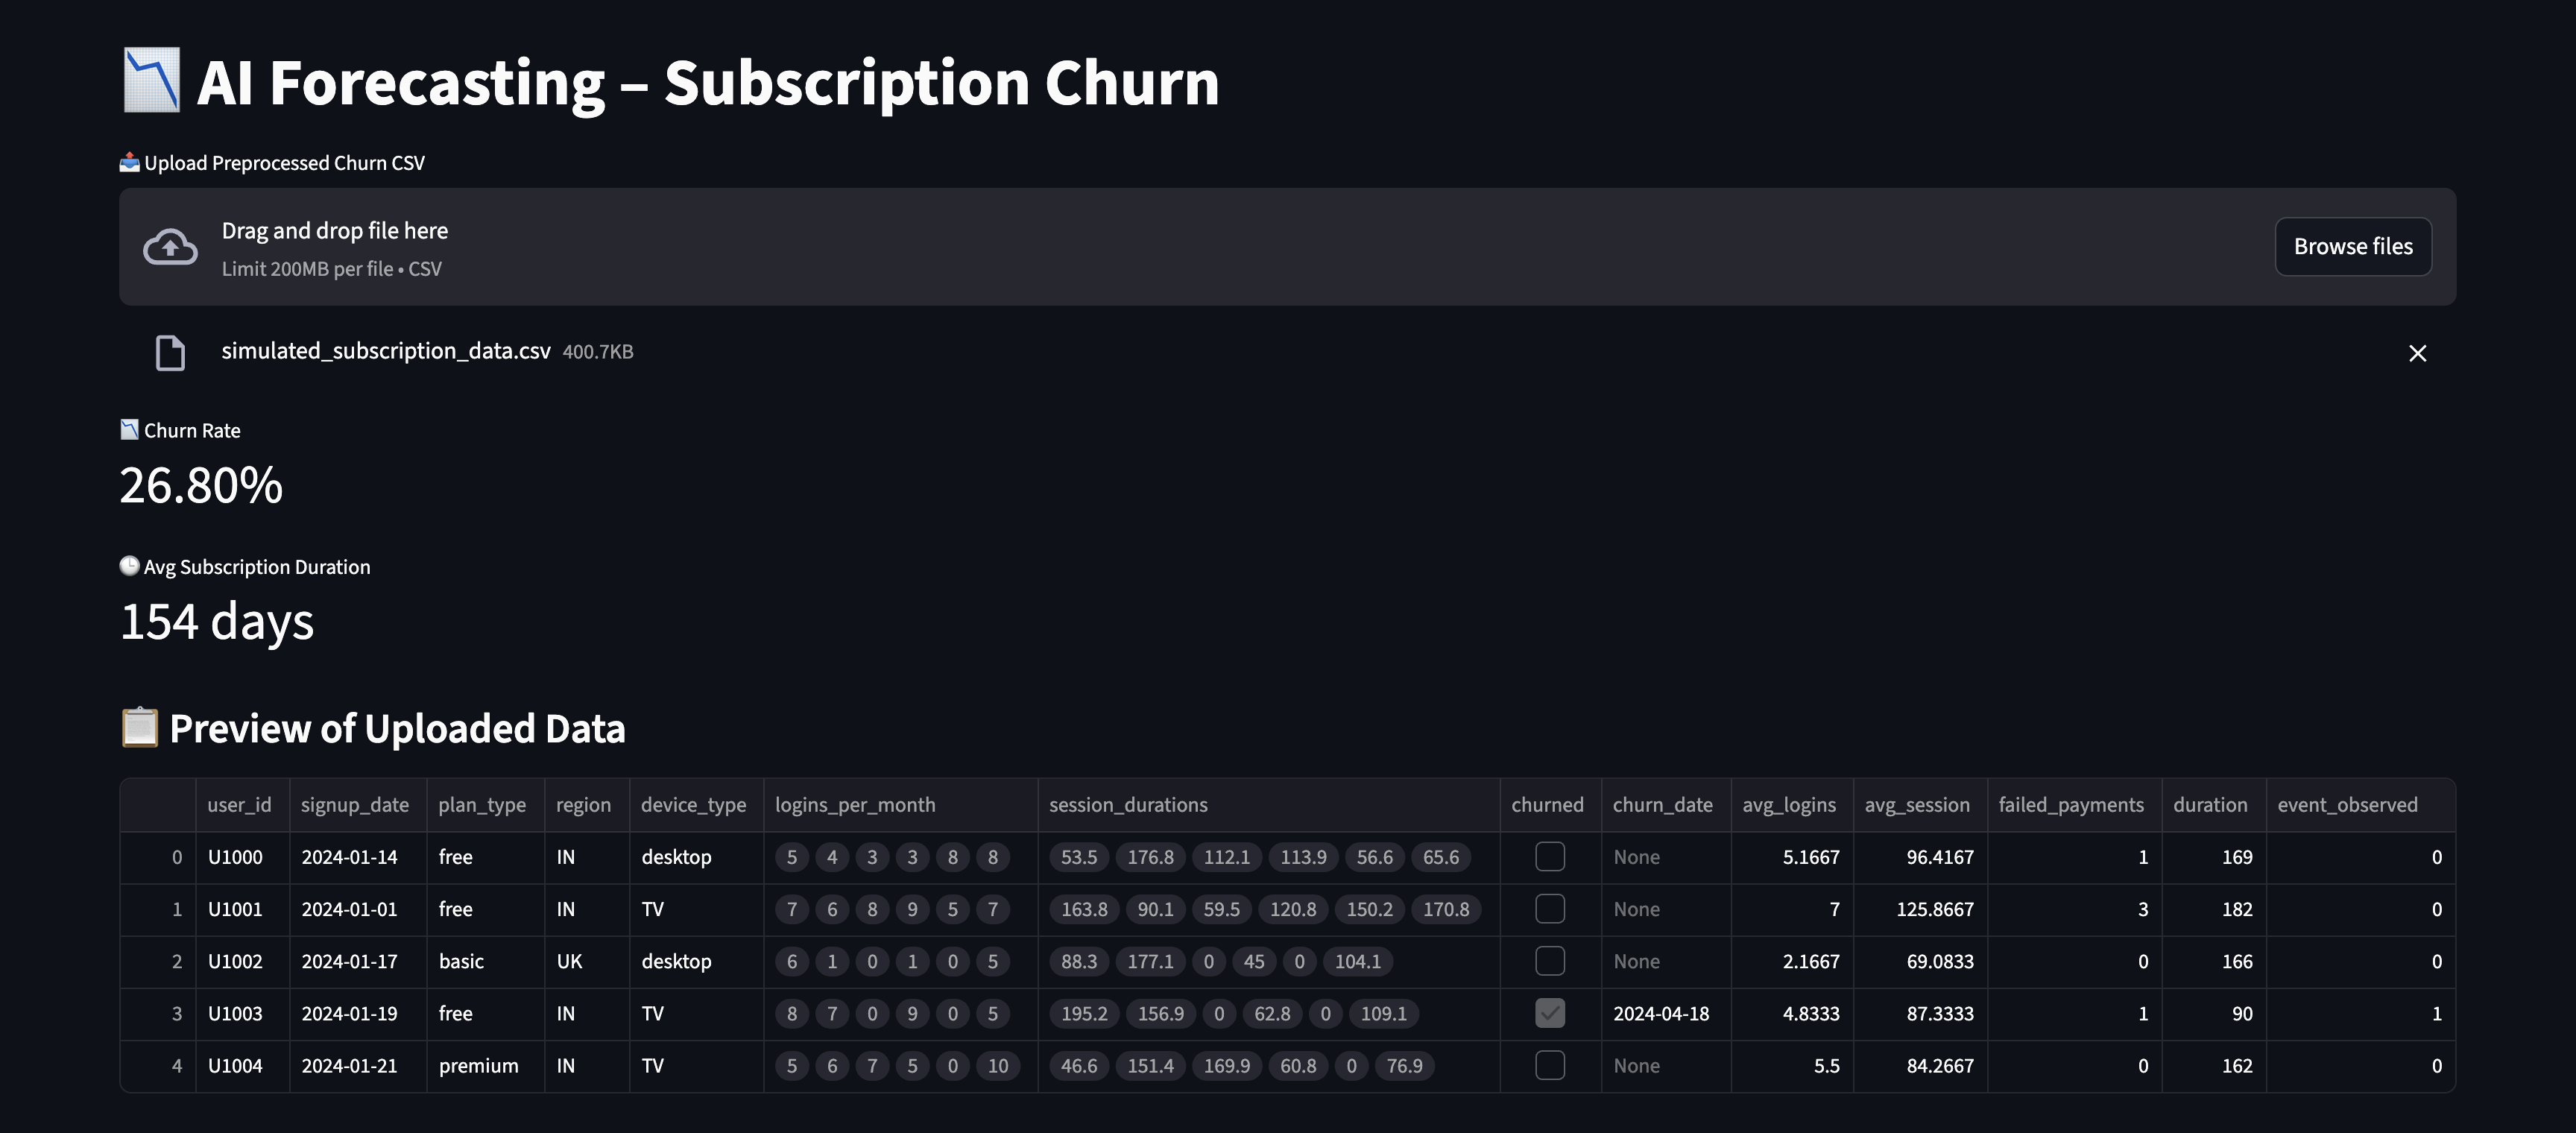 AI Forecasting – Subscription Churn
Upload Preprocessed Churn CSV
Drag and drop file here
Limit 200MB per file • CSV
Browse files
simulated_subscription_data.csv 400.7KB
Churn Rate
26.80%
Avg Subscription Duration
154 days
Preview of Uploaded Data
user_id signup_date plan_type region device_type logins_per_month session_durations churned churn_date avg_logins avg_session failed_payments duration event_observed
0 U1000 2024-01-14 free IN desktop 5 4 3 3 8 8 53.5 176.8 112.1 113.9 56.6 65.6 None 5.1667 96.4167 1 169 0
1 U1001 2024-01-01 free IN TV 7 6 8 9 5 7 163.8 90.1 59.5 120.8 150.2 170.8 None 7 125.8667 3 182 0
2 U1002 2024-01-17 basic UK desktop 6 1 0 1 0 5 88.3 177.1 0 45 0 104.1 None 2.1667 69.0833 0 166 0
3 U1003 2024-01-19 free IN TV 8 7 0 9 0 5 195.2 156.9 0 62.8 0 109.1 2024-04-18 4.8333 87.3333 1 90 1
4 U1004 2024-01-21 premium IN TV 5 6 7 5 0 10 46.6 151.4 169.9 60.8 0 76.9 None 5.5 84.2667 0 162 0